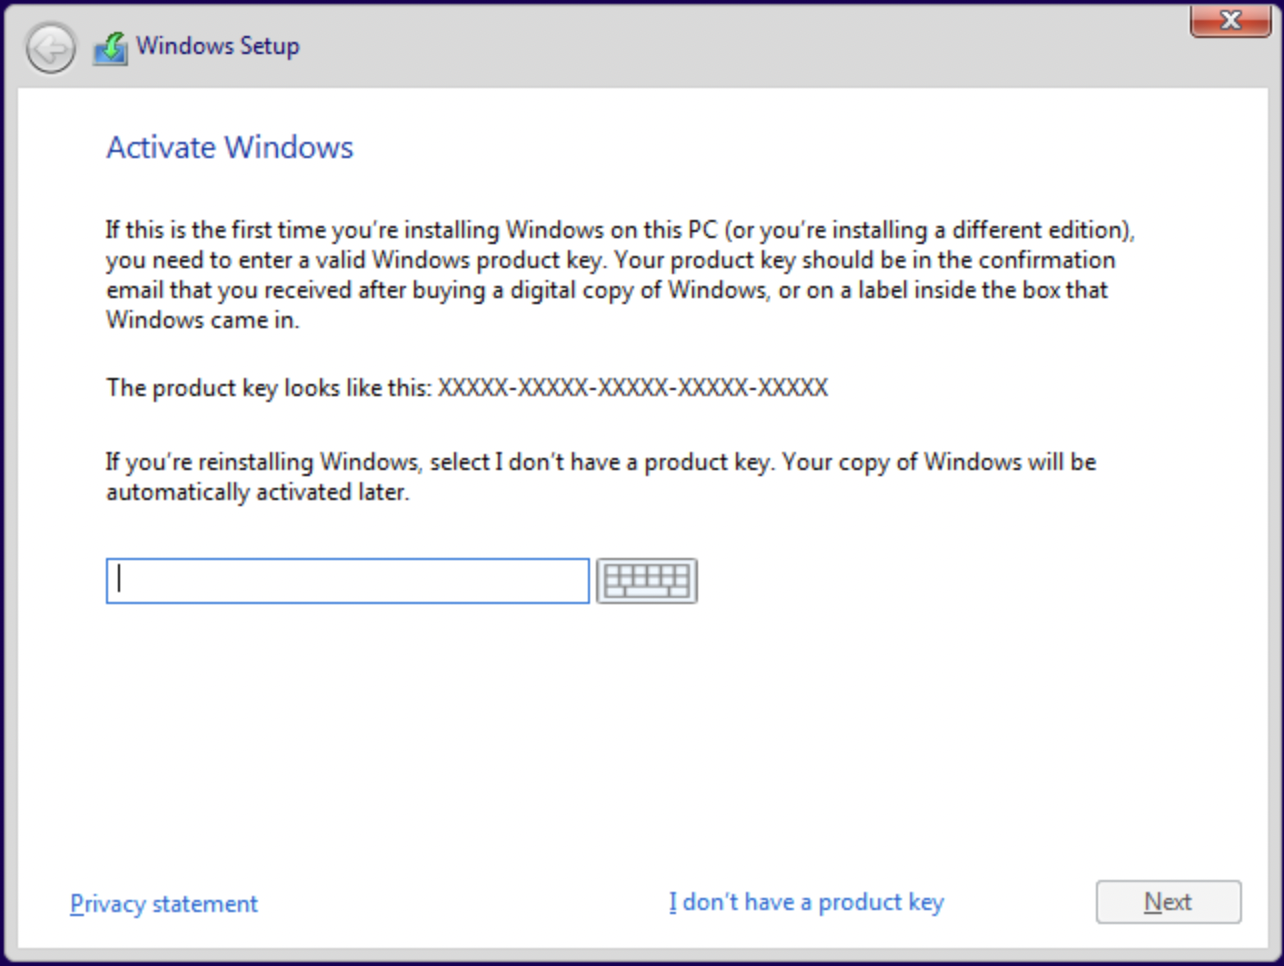 Windows Setup
Activate Windows
If this is the first time you're installing Windows on this PC (or you're installing a different edition),
you need to enter a valid Windows product key. Your product key should be in the confirmation
email that you received after buying a digital copy of Windows, or on a label inside the box that
Windows came in.
The product key looks like this: XXXXX-XXXXX-XXXXX-XXXXX-XXXXX
If you're reinstalling Windows, select I don't have a product key. Your copy of Windows will be
automatically activated later.
Privacy statement
I don't have a product key
Next